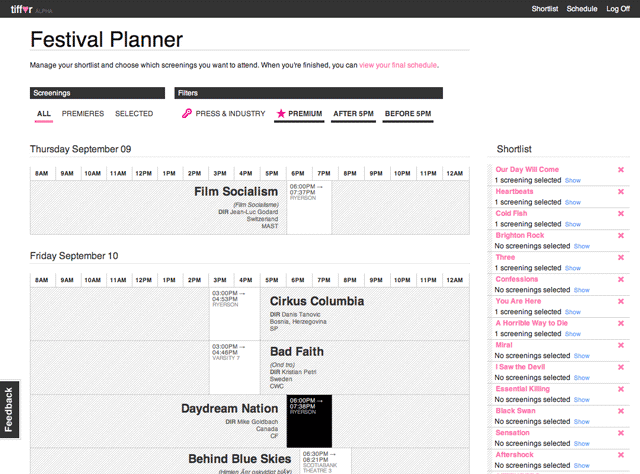 tiff♥r ALPHA
Shortlist Schedule Log Off
Festival Planner
Manage your shortlist and choose which screenings you want to attend. When you're finished, you can view your final schedule.
Screenings
Filters
ALL PREMIERES SELECTED
PRESS & INDUSTRY PREMIUM AFTER 5PM BEFORE 5PM
Thursday September 09
8AM 9AM 10AM 11AM 12PM 1PM 2PM 3PM 4PM 5PM 6PM 7PM 8PM 9PM 10PM 11PM 12AM
Film Socialism
(Film Socialisme)
DIR Jean-Luc Godard
Switzerland
MAST
06:00PM →
07:37PM
RYERSON
Friday September 10
8AM 9AM 10AM 11AM 12PM 1PM 2PM 3PM 4PM 5PM 6PM 7PM 8PM 9PM 10PM 11PM 12AM
03:00PM →
04:53PM
RYERSON
Cirkus Columbia
DIR Danis Tanovic
Bosnia, Herzegovina
SP
03:00PM →
04:46PM
VARSITY 7
Bad Faith
(Ond tro)
DIR Kristian Petri
Sweden
CWC
Daydream Nation
DIR Mike Goldbach
Canada
CF
06:00PM →
07:38PM
RYERSON
Behind Blue Skies
06:30PM →
08:21PM
SCOTIABANK
THEATRE 3
Shortlist
Our Day Will Come
1 screening selected Show
Heartbeats
1 screening selected Show
Cold Fish
1 screening selected Show
Brighton Rock
No screenings selected Show
Three
1 screening selected Show
Confessions
No screenings selected Show
You Are Here
1 screening selected Show
A Horrible Way to Die
1 screening selected Show
Miral
No screenings selected Show
I Saw the Devil
No screenings selected Show
Essential Killing
No screenings selected Show
Black Swan
No screenings selected Show
Sensation
No screenings selected Show
Aftershock
No screenings selected Show
Feedback